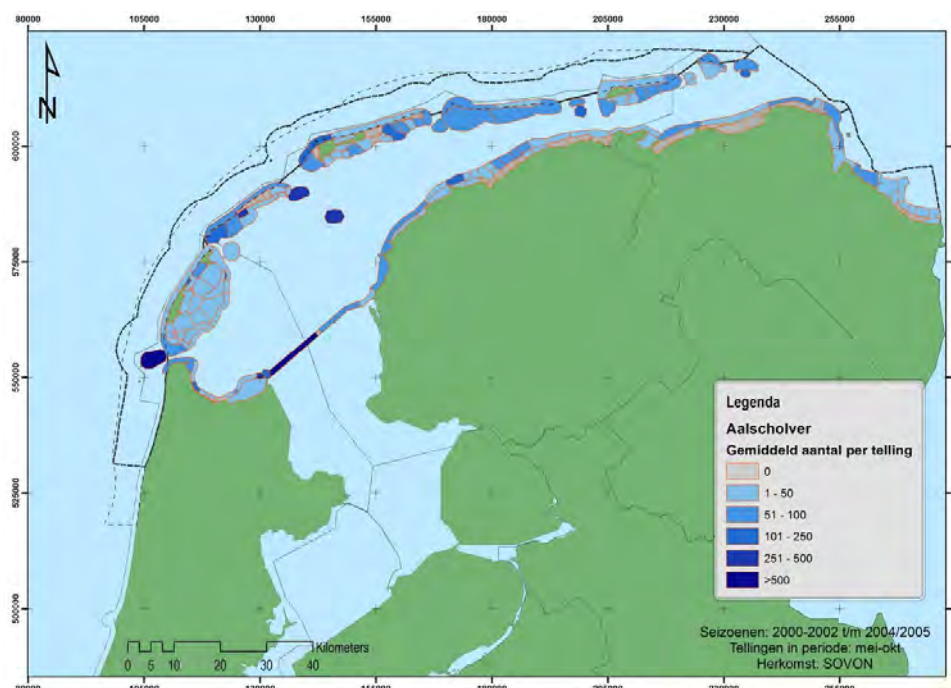 80000 105000 130000 155000 180000 205000 230000 255000
N
600000
575000
550000
525000
500000
Legenda
Aalscholver
Gemiddeld aantal per telling
0
1 - 50
51 - 100
101 - 250
251 - 500
>500
Seizoenen: 2000-2002 t/m 2004/2005
Tellingen in periode: mei-okt
Herkomst: SOVON
Kilometers
0 5 10 20 30 40